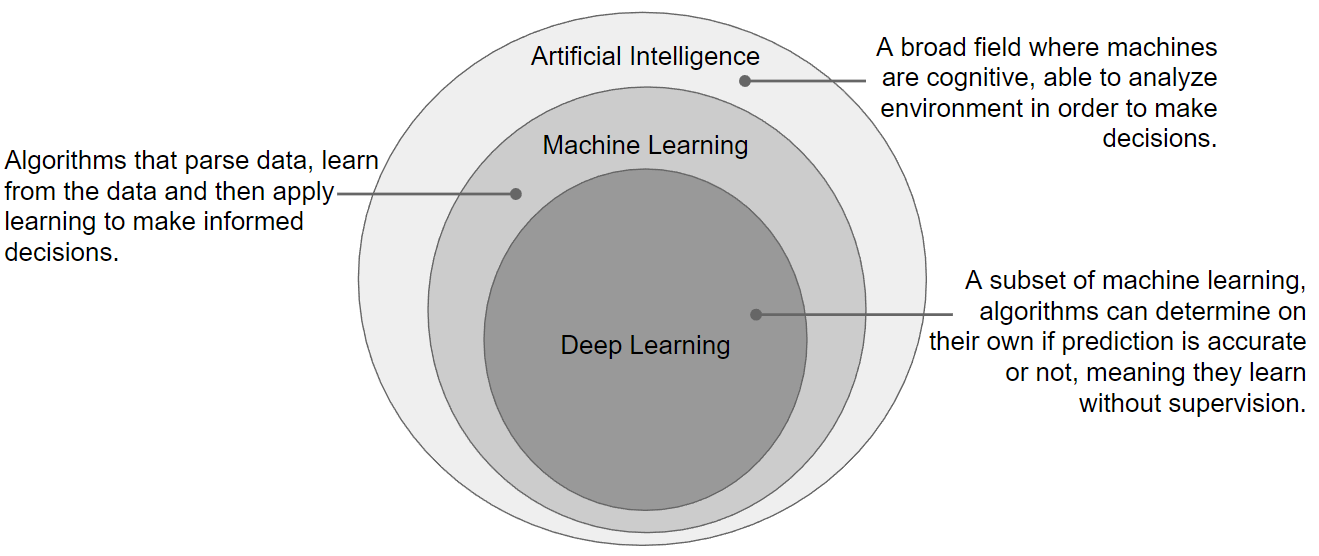 Artificial Intelligence
A broad field where machines
are cognitive, able to analyze
environment in order to make
decisions.
Machine Learning
Algorithms that parse data, learn
from the data and then apply
learning to make informed
decisions.
Deep Learning
A subset of machine learning,
algorithms can determine on
their own if prediction is accurate
or not, meaning they learn
without supervision.